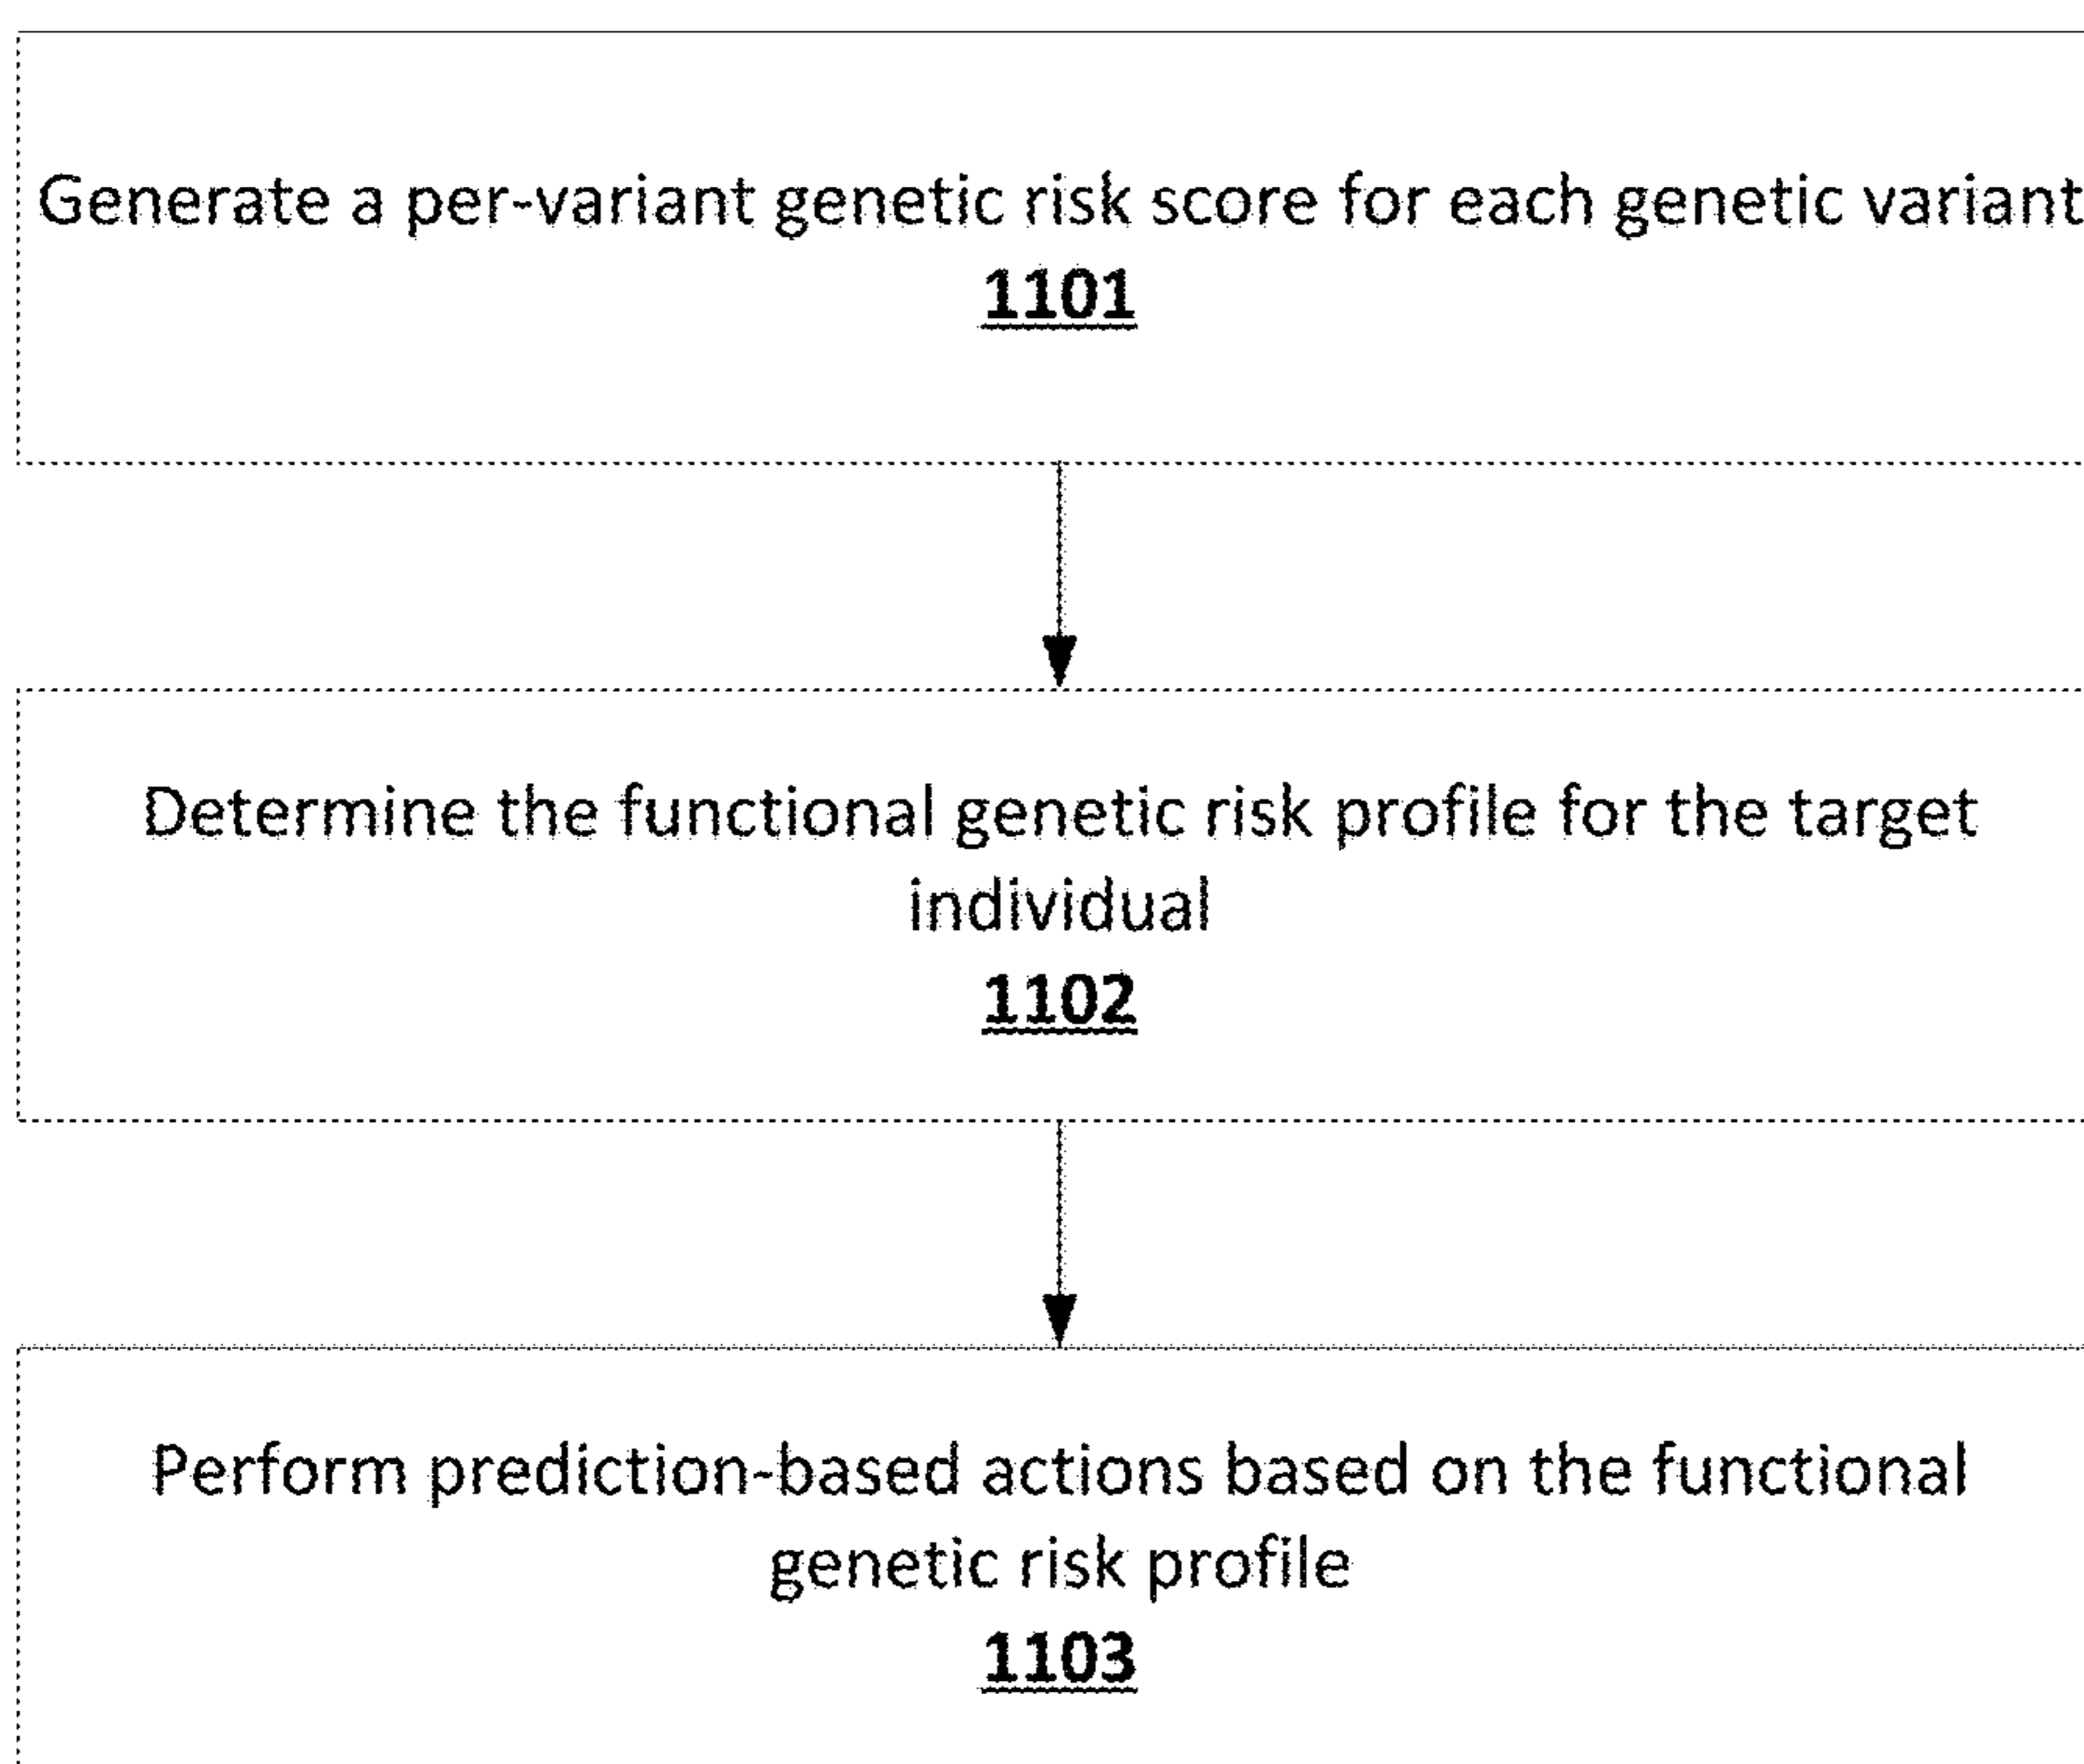 Generate a per-variant genetic risk score for each genetic variant
1101
Determine the functional genetic risk profile for the target
individual
1102
Perform prediction-based actions based on the functional
genetic risk profile
1103